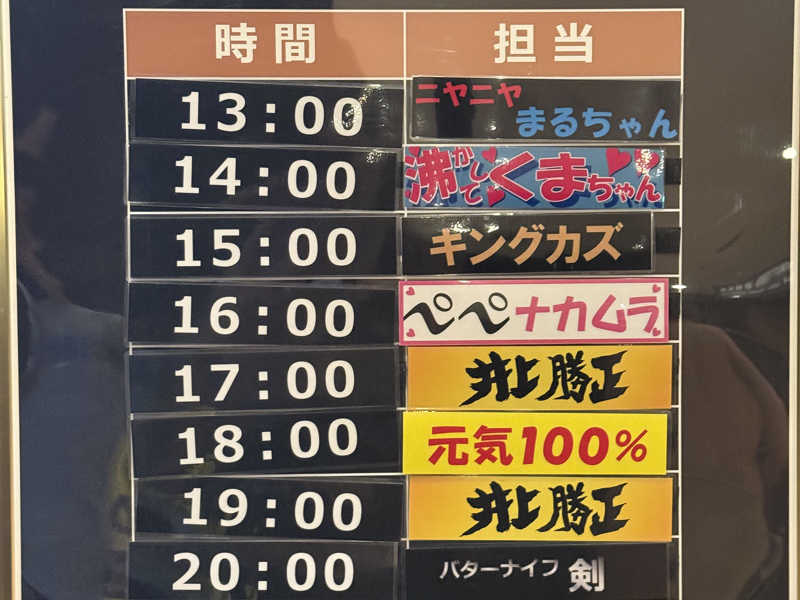 時間 担当
13:00 ニヤニヤまるちゃん
14:00 沸かしてくまちゃん
15:00 キングカズ
16:00 ぺぺナカムラ
17:00 井上勝正
18:00 元気100%
19:00 井上勝正
20:00 バターナイフ剣